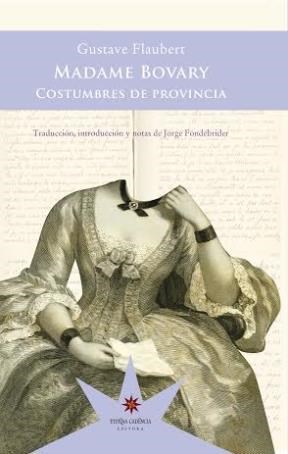 Gustave Flaubert
MADAME BOVARY
COSTUMBRES DE PROVINCIA
Traducción, introducción y notas de Jorge Fondebrider
ETERNA CADENCIA
EDITORA